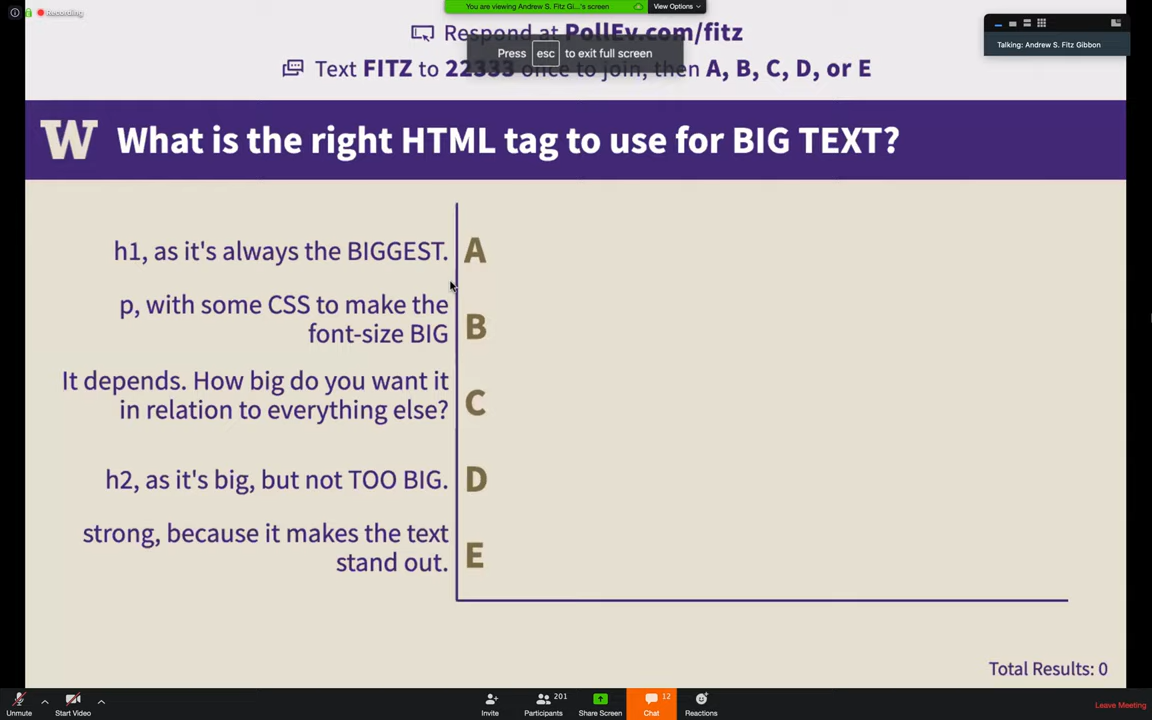 Recording
You are viewing Andrew S. Fitz Gi...'s screen
View Options
Respond at PollEv.com/fitz
Press esc to exit full screen
Text FITZ to 22333 once to join, then A, B, C, D, or E
Talking: Andrew S. Fitz Gibbon
W What is the right HTML tag to use for BIG TEXT?
h1, as it's always the BIGGEST. A
p, with some CSS to make the
font-size BIG
B
It depends. How big do you want it
in relation to everything else?
C
h2, as it's big, but not TOO BIG. D
strong, because it makes the text
stand out.
E
Total Results: 0
Unmute
Start Video
Invite
201
Participants
Share Screen
12
Chat
Reactions
Leave Meeting